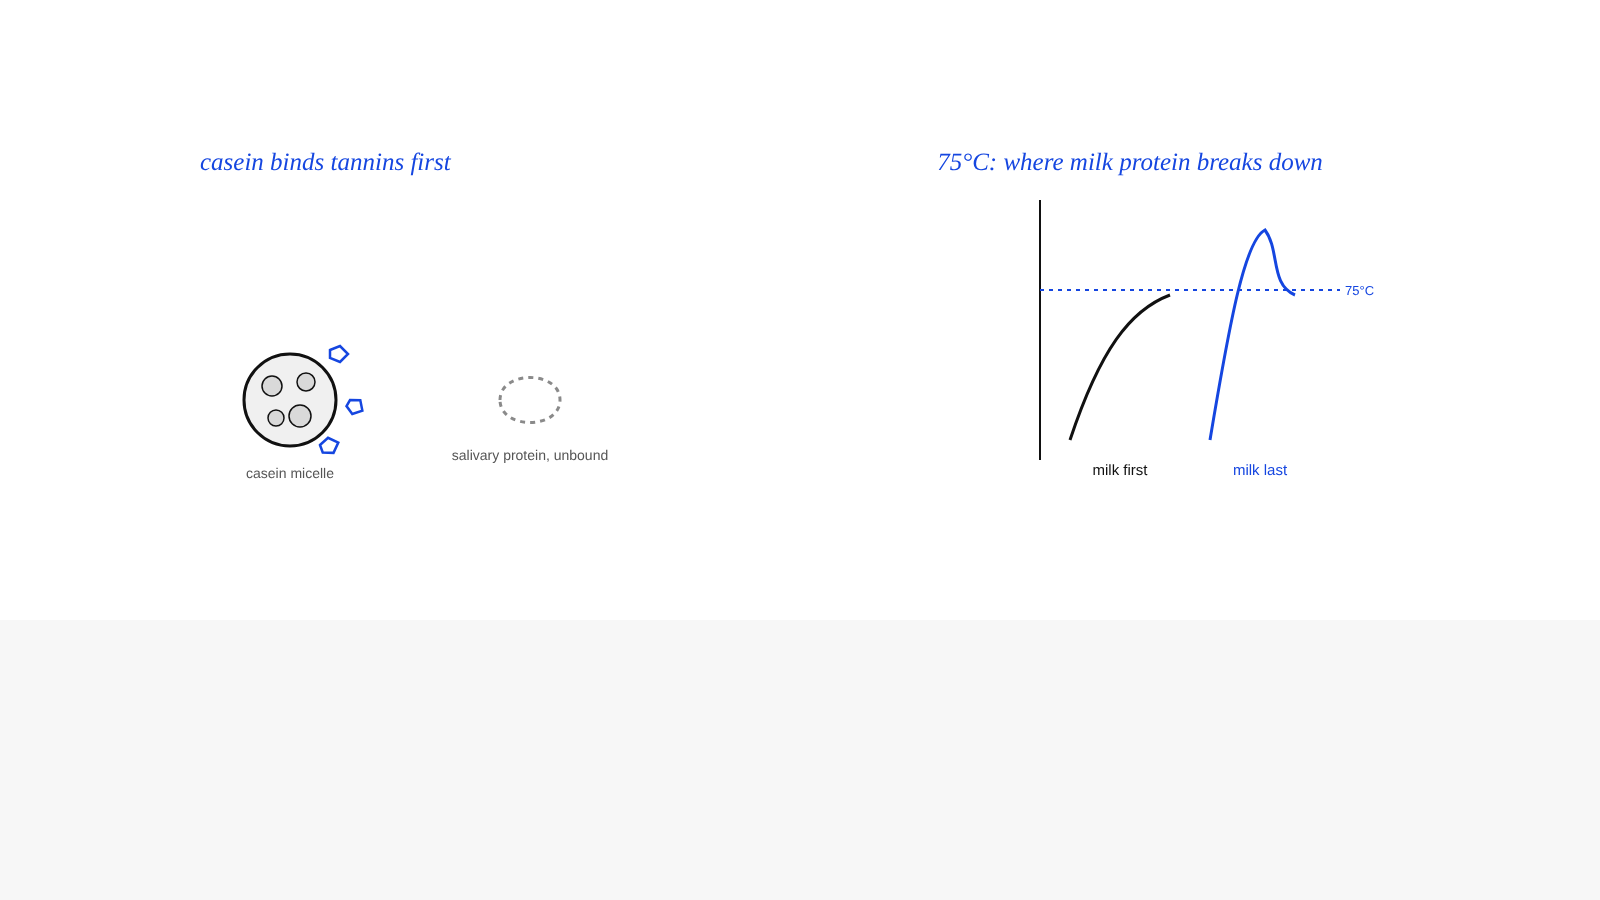 casein binds tannins first
casein micelle
salivary protein, unbound
75°C: where milk protein breaks down
75°C
milk first
milk last